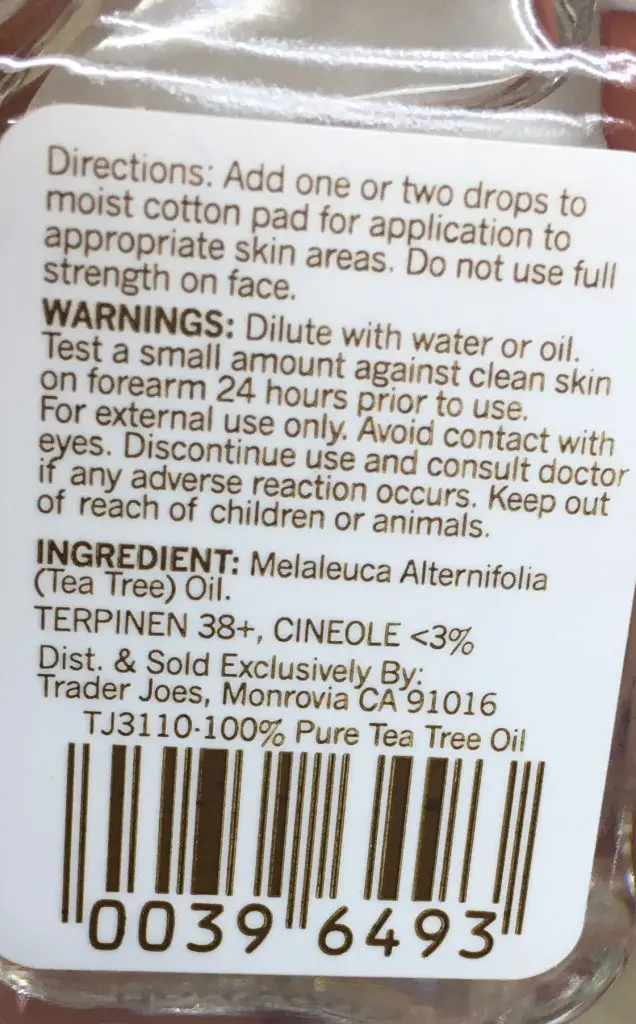 Directions: Add one or two drops to
moist cotton pad for application to
appropriate skin areas. Do not use full
strength on face.
WARNINGS: Dilute with water or oil.
Test a small amount against clean skin
on forearm 24 hours prior to use.
For external use only. Avoid contact with
eyes. Discontinue use and consult doctor
if any adverse reaction occurs. Keep out
of reach of children or animals.
INGREDIENT: Melaleuca Alternifolia
(Tea Tree) Oil.
TERPINEN 38+, CINEOLE <3%
Dist. & Sold Exclusively By:
Trader Joes, Monrovia CA 91016
TJ3110-100% Pure Tea Tree Oil
0039 6493